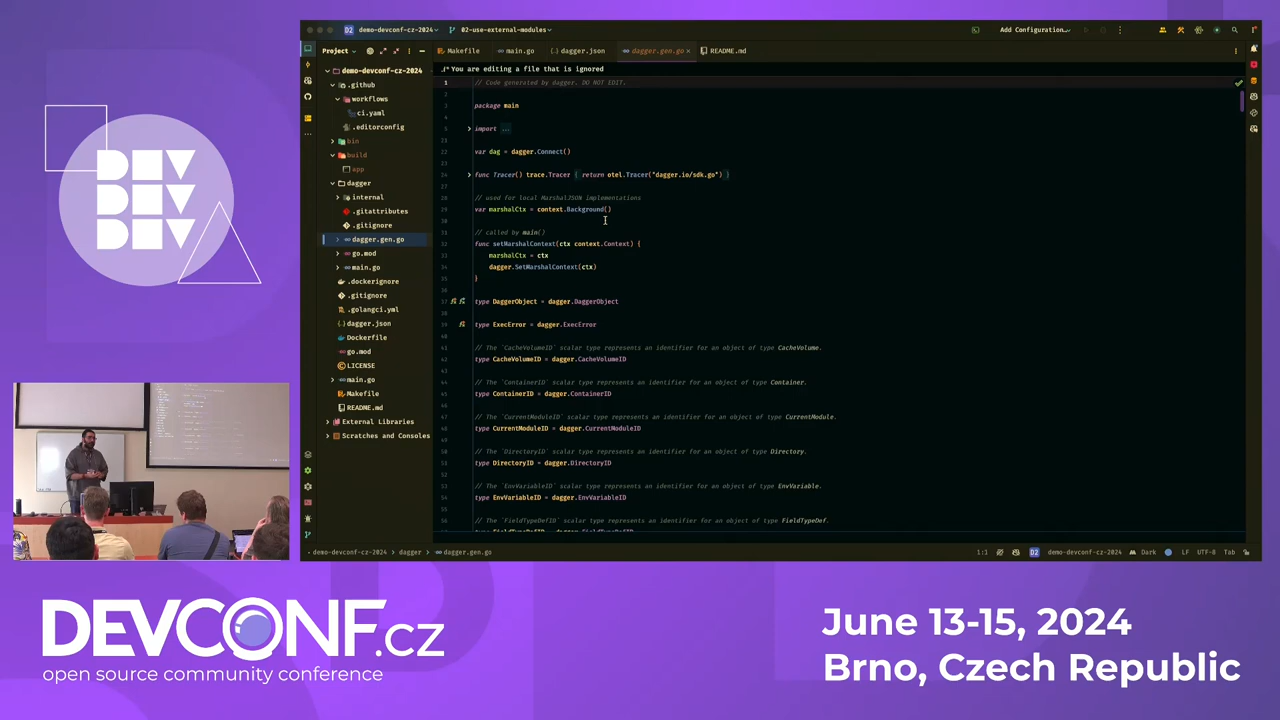 demo-devconf-cz-2024
02-use-external-modules
Add Configuration...
Project
Makefile
main.go
dagger.json
dagger.gen.go
README.md
You are editing a file that is ignored
demo-devconf-cz-2024
.github
workflows
ci.yaml
.editorconfig
bin
build
app
dagger
internal
.gitattributes
.gitignore
dagger.gen.go
go.mod
main.go
.dockerignore
.gitignore
.golangci.yml
dagger.json
Dockerfile
go.mod
LICENSE
main.go
Makefile
README.md
External Libraries
Scratches and Consoles
// Code generated by dagger. DO NOT EDIT.
package main
import ...
var dag = dagger.Connect()
func Tracer() trace.Tracer { return otel.Tracer("dagger.io/sdk.go") }
// used for local MarshalJSON implementations
var marshalCtx = context.Background()
// called by main()
func setMarshalContext(ctx context.Context) {
marshalCtx = ctx
dagger.SetMarshalContext(ctx)
}
type DaggerObject = dagger.DaggerObject
type ExecError = dagger.ExecError
// The `CacheVolumeID` scalar type represents an identifier for an object of type CacheVolume.
type CacheVolumeID = dagger.CacheVolumeID
// The `ContainerID` scalar type represents an identifier for an object of type Container.
type ContainerID = dagger.ContainerID
// The `CurrentModuleID` scalar type represents an identifier for an object of type CurrentModule.
type CurrentModuleID = dagger.CurrentModuleID
// The `DirectoryID` scalar type represents an identifier for an object of type Directory.
type DirectoryID = dagger.DirectoryID
// The `EnvVariableID` scalar type represents an identifier for an object of type EnvVariable.
type EnvVariableID = dagger.EnvVariableID
// The `FieldTypeDefID` scalar type represents an identifier for an object of type FieldTypeDef.
demo-devconf-cz-2024 > dagger > dagger.gen.go
1:1
D2
demo-devconf-cz-2024
Dark
LF
UTF-8
Tab
DEV
DEV
DEV
DEVCONF.cz
open source community conference
June 13-15, 2024
Brno, Czech Republic